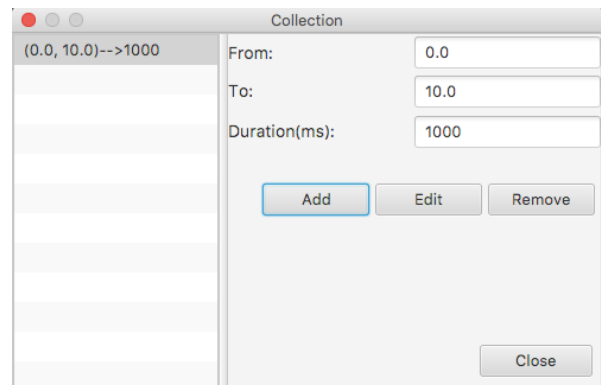 Collection
(0.0, 10.0)-->1000
From: 0.0
To: 10.0
Duration(ms): 1000
Add Edit Remove
Close